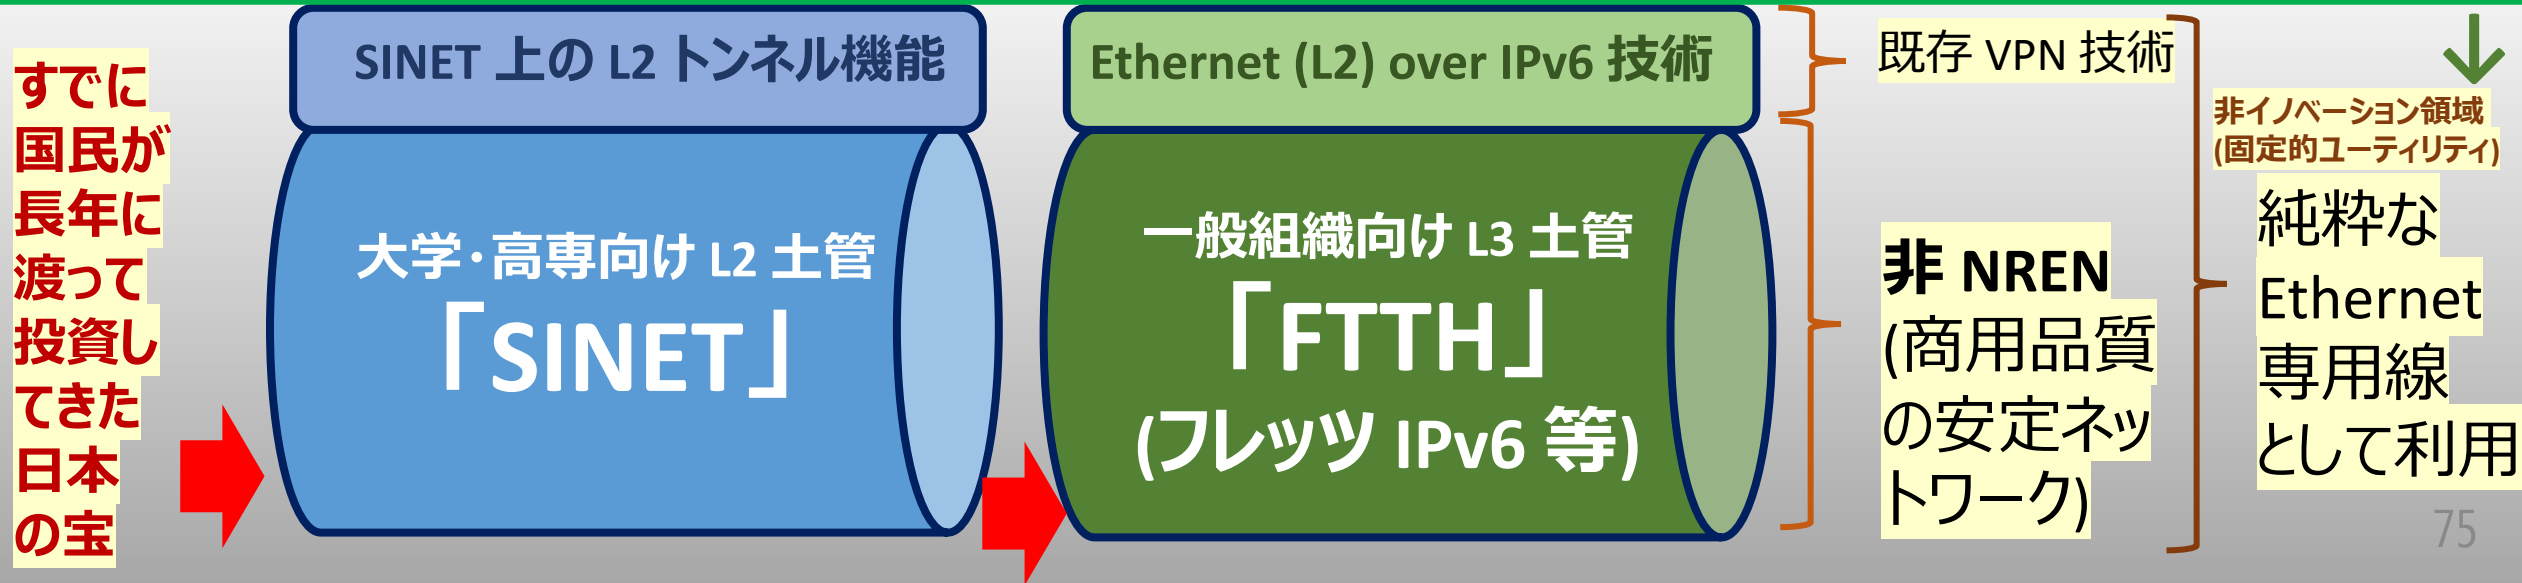 すでに
国民が
長年に
渡って
投資し
てきた
日本
の宝
SINET 上の L2 トンネル機能
大学・高専向け L2 土管
「SINET」
Ethernet (L2) over IPv6 技術
一般組織向け L3 土管
「FTTH」
(フレッツ IPv6 等)
既存 VPN 技術
非 NREN
(商用品質
の安定ネッ
トワーク)
非イノベーション領域
(固定的ユーティリティ)
純粋な
Ethernet
専用線
として利用
75